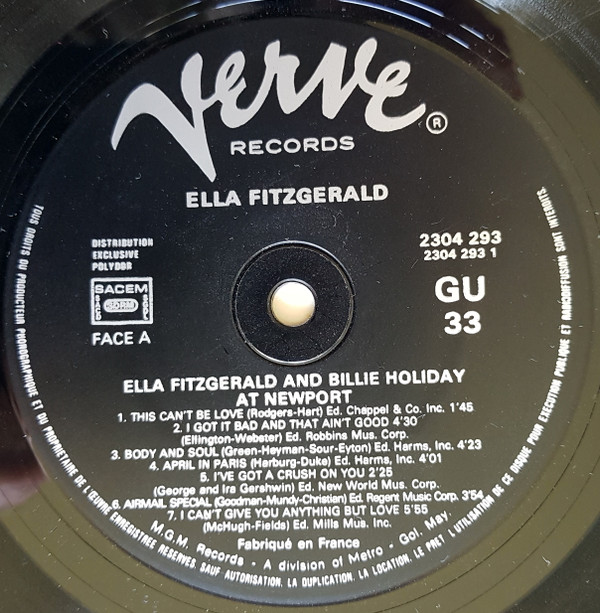 Verve ®
RECORDS
ELLA FITZGERALD
DISTRIBUTION
EXCLUSIVE
POLYDOR
SACEM
SACD
SDRM
SGDL
FACE A
2304 293
2304 293 1
GU
33
ELLA FITZGERALD AND BILLIE HOLIDAY
AT NEWPORT
1. THIS CAN'T BE LOVE (Rodgers-Hart) Ed. Chappel & Co. Inc. 1'45
2. I GOT IT BAD AND THAT AIN'T GOOD 4'30
(Ellington-Webster) Ed. Robbins Mus. Corp.
3. BODY AND SOUL (Green-Heyman-Sour-Eyton) Ed. Harms, Inc. 4'23
4. APRIL IN PARIS (Harburg-Duke) Ed. Harms, Inc. 4'01
5. I'VE GOT A CRUSH ON YOU 2'25
(George and Ira Gershwin) Ed. New World Mus. Corp.
6. AIRMAIL SPECIAL (Goodman-Mundy-Christien) Ed. Regent Music Corp. 3'54
7. I CAN'T GIVE YOU ANYTHING BUT LOVE 5'55
(McHugh-Fields) Ed. Mills Mus. Inc.
M.G.M. Records - A division of Metro - Gol. May.
Fabriqué en France
TOUS DROITS DU PRODUCTEUR PHONOGRAPHIQUE ET DU PROPRIETAIRE DE L'ŒUVRE ENREGISTREE RESERVES. SAUF AUTORISATION. LA DUPLICATION. LA LOCATION. LE PRET L'UTILISATION DE CE DISQUE POUR EXECUTION PUBLIQUE ET RADIODIFFUSION SONT INTERDITS.